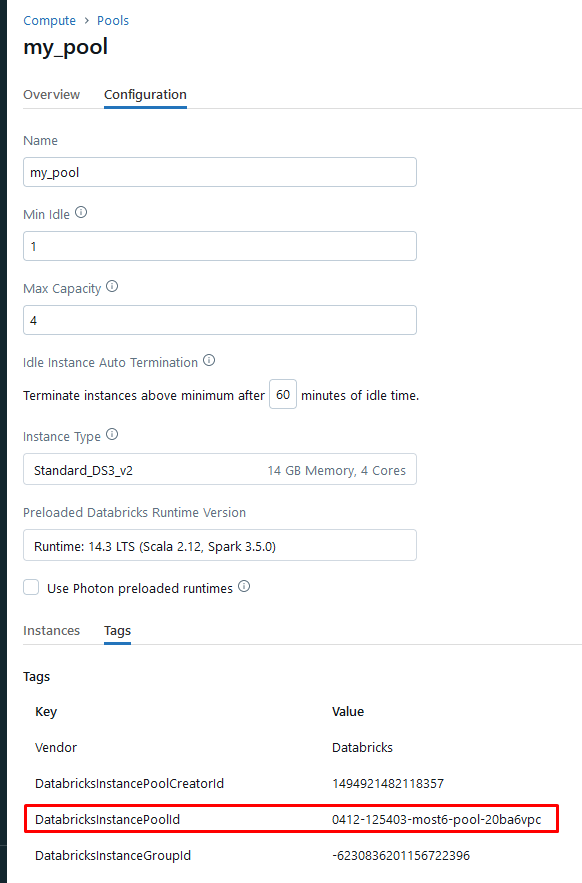 Compute > Pools
my_pool
Overview Configuration
Name
my_pool
Min Idle
1
Max Capacity
4
Idle Instance Auto Termination
Terminate instances above minimum after 60 minutes of idle time.
Instance Type
Standard_DS3_v2 14 GB Memory, 4 Cores
Preloaded Databricks Runtime Version
Runtime: 14.3 LTS (Scala 2.12, Spark 3.5.0)
Use Photon preloaded runtimes
Instances Tags
Tags
Key Value
Vendor Databricks
DatabricksInstancePoolCreatorId 1494921482118357
DatabricksInstancePoolId 0412-125403-most6-pool-20ba6vpc
DatabricksInstanceGroupId -6230836201156722396